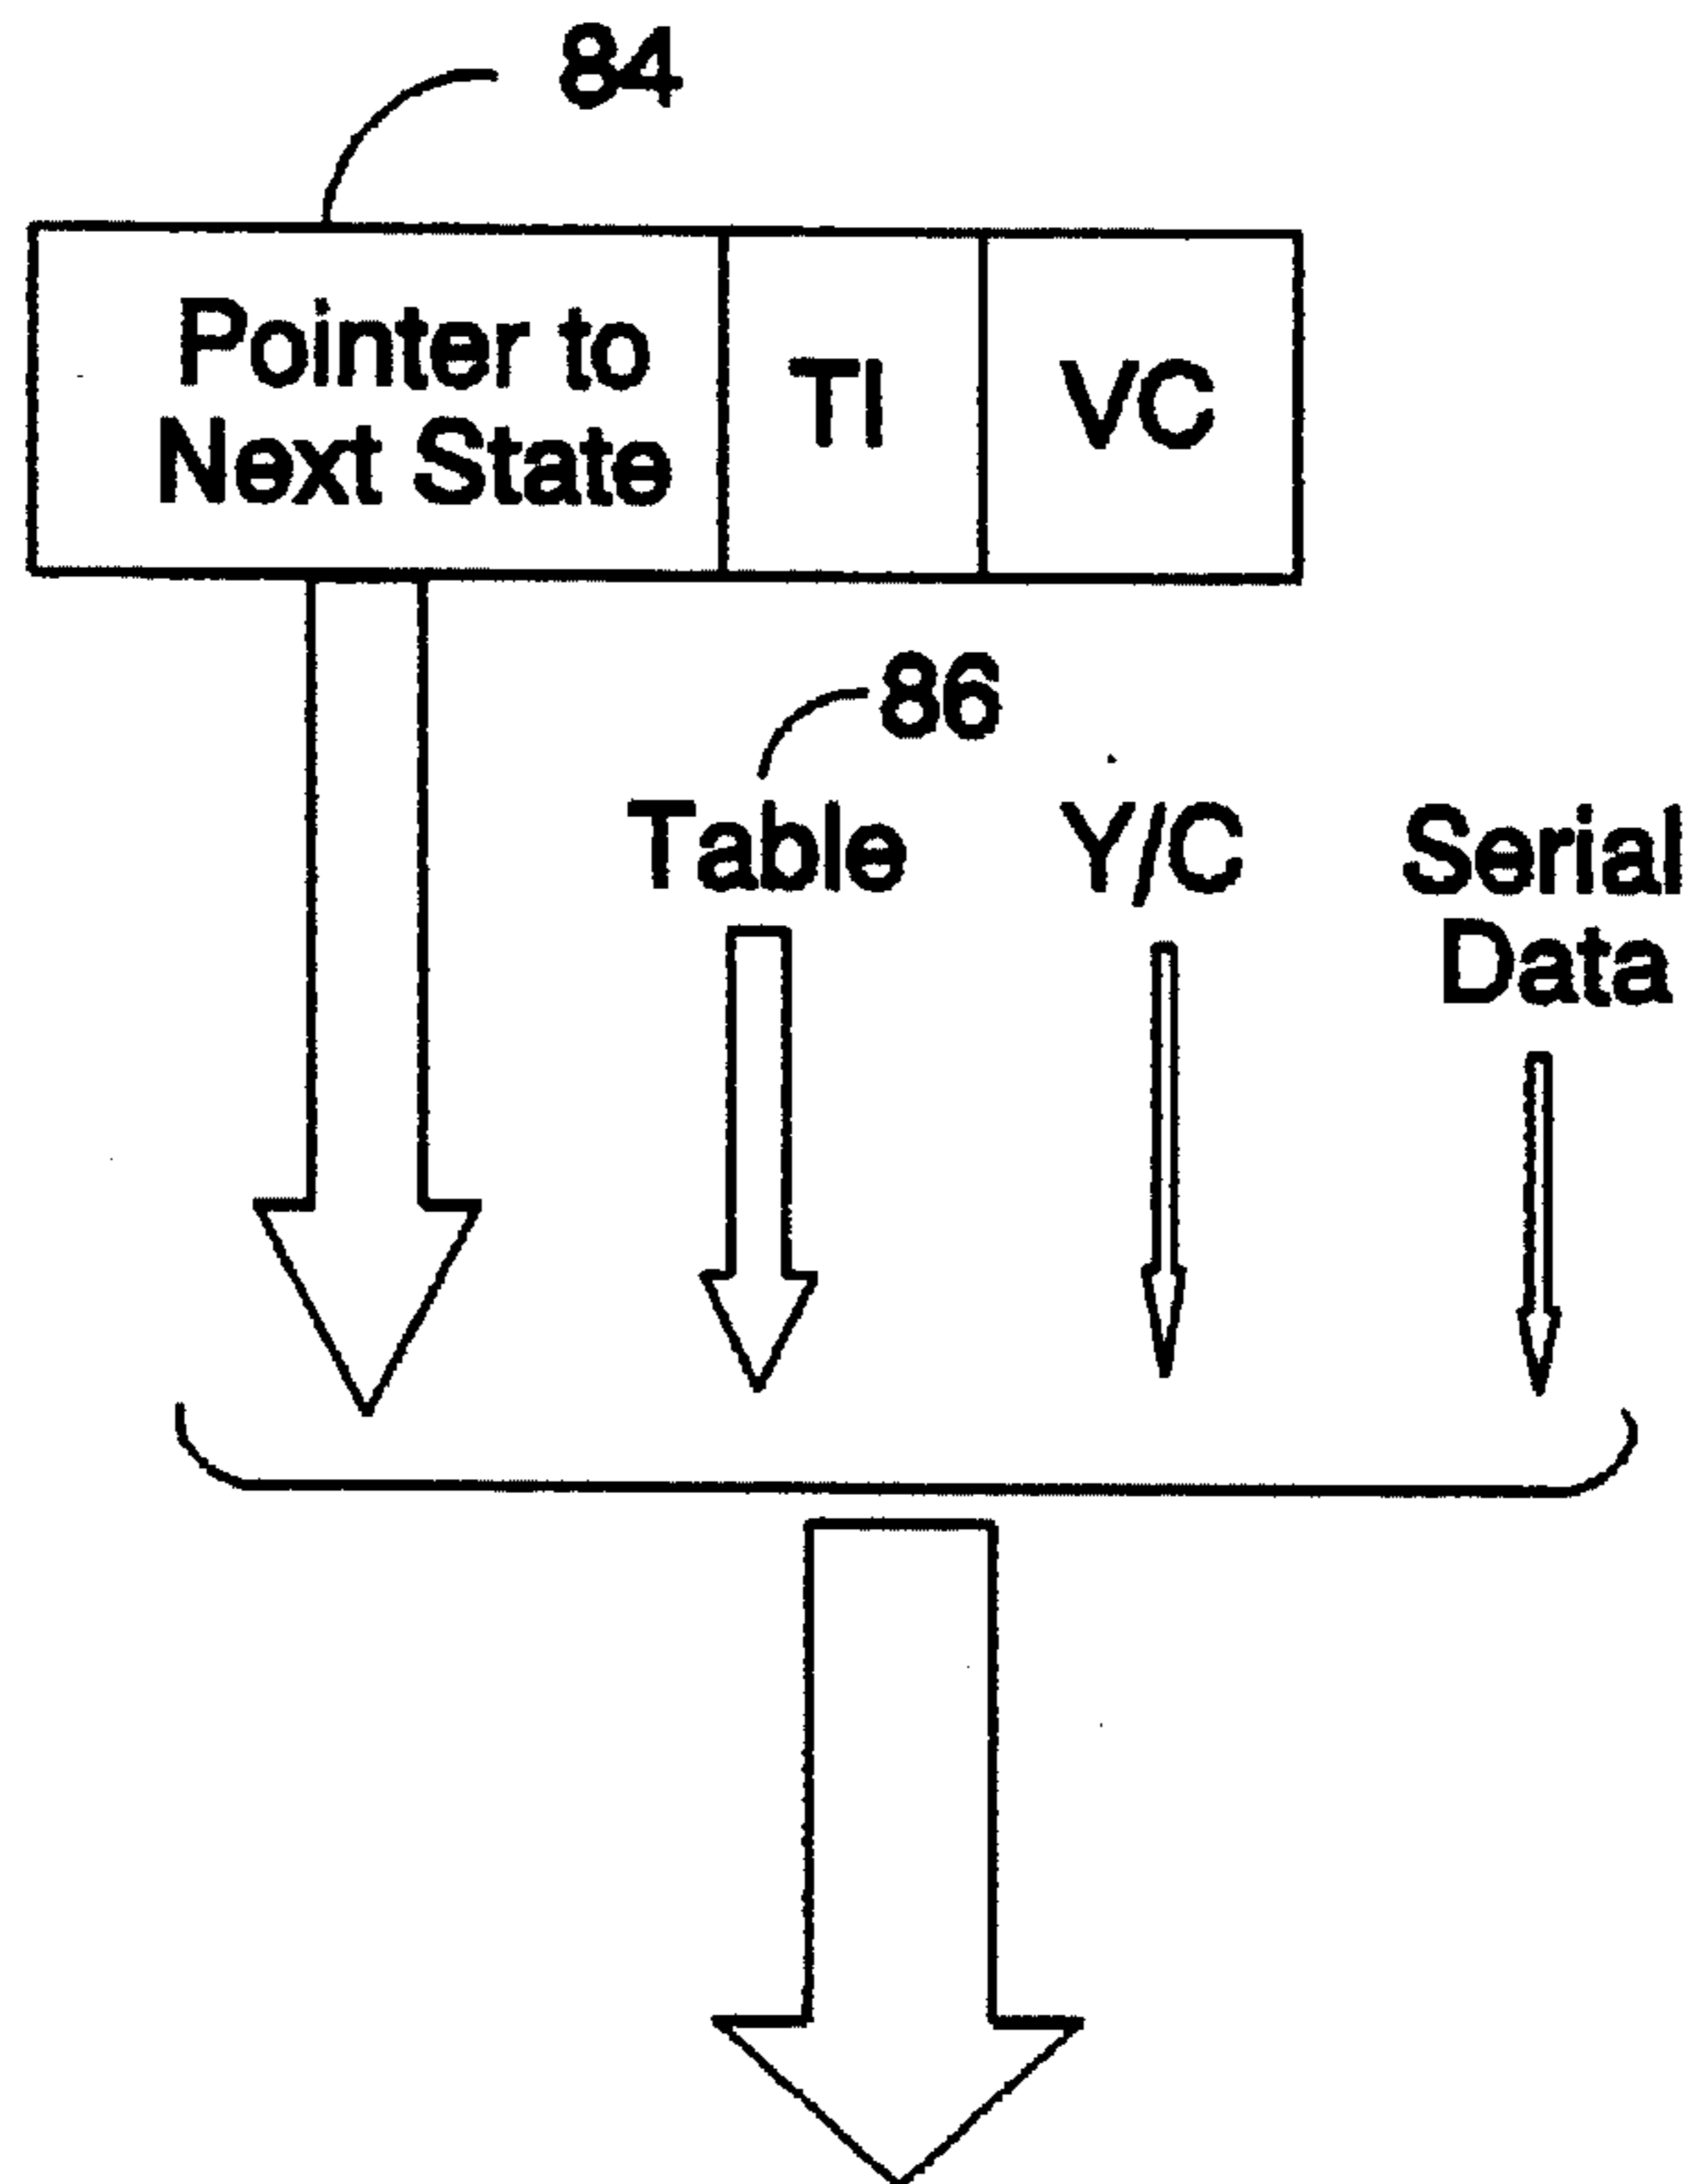 84
Pointer to
Next State
TI
VC
86
Table
Y/C
Serial
Data